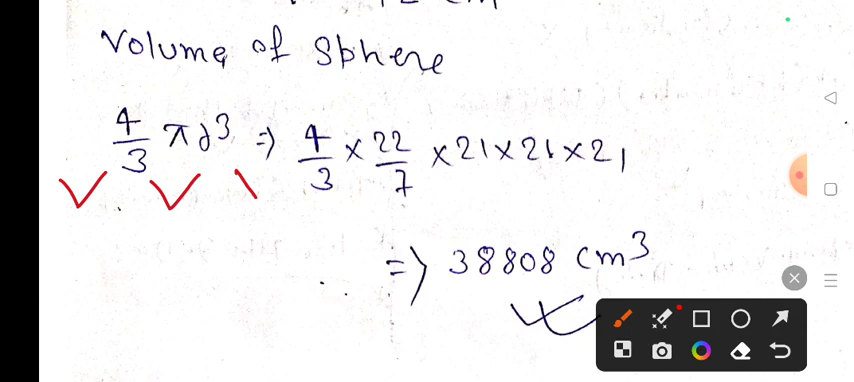 Volume of Sphere
4/3 πr3 => 4/3 × 22/7 × 21×21×21
=> 38808 cm3